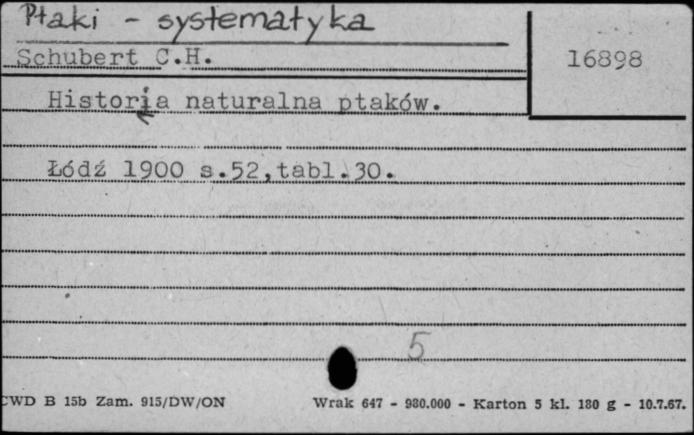 Ptaki - systematyka
Schubert C.H.
16898
Historia naturalna ptaków.
Łódź 1900 s.52,tabl.30.
5
CWD B 15b Zam. 915/DW/ON
Wrak 647 - 980.000 - Karton 5 kl. 180 g - 10.7.67.